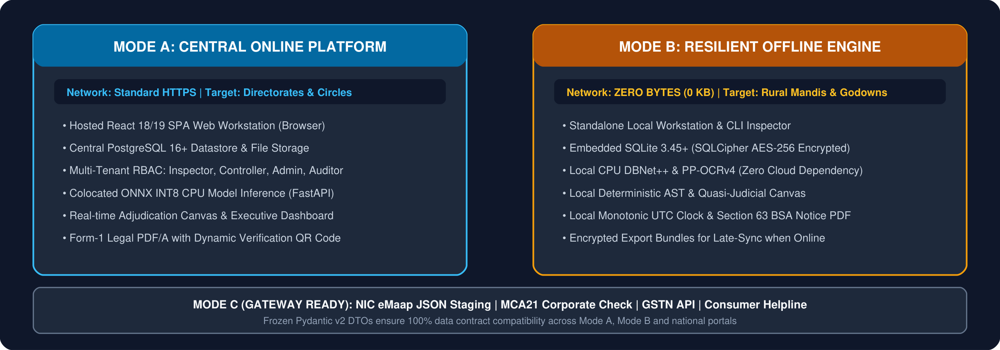 MODE A: CENTRAL ONLINE PLATFORM
Network: Standard HTTPS | Target: Directorates & Circles
• Hosted React 18/19 SPA Web Workstation (Browser)
• Central PostgreSQL 16+ Datastore & File Storage
• Multi-Tenant RBAC: Inspector, Controller, Admin, Auditor
• Colocated ONNX INT8 CPU Model Inference (FastAPI)
• Real-time Adjudication Canvas & Executive Dashboard
• Form-1 Legal PDF/A with Dynamic Verification QR Code
MODE B: RESILIENT OFFLINE ENGINE
Network: ZERO BYTES (0 KB) | Target: Rural Mandis & Godowns
• Standalone Local Workstation & CLI Inspector
• Embedded SQLite 3.45+ (SQLCipher AES-256 Encrypted)
• Local CPU DBNet++ & PP-OCRv4 (Zero Cloud Dependency)
• Local Deterministic AST & Quasi-Judicial Canvas
• Local Monotonic UTC Clock & Section 63 BSA Notice PDF
• Encrypted Export Bundles for Late-Sync when Online
MODE C (GATEWAY READY): NIC eMaap JSON Staging | MCA21 Corporate Check | GSTN API | Consumer Helpline
Frozen Pydantic v2 DTOs ensure 100% data contract compatibility across Mode A, Mode B and national portals